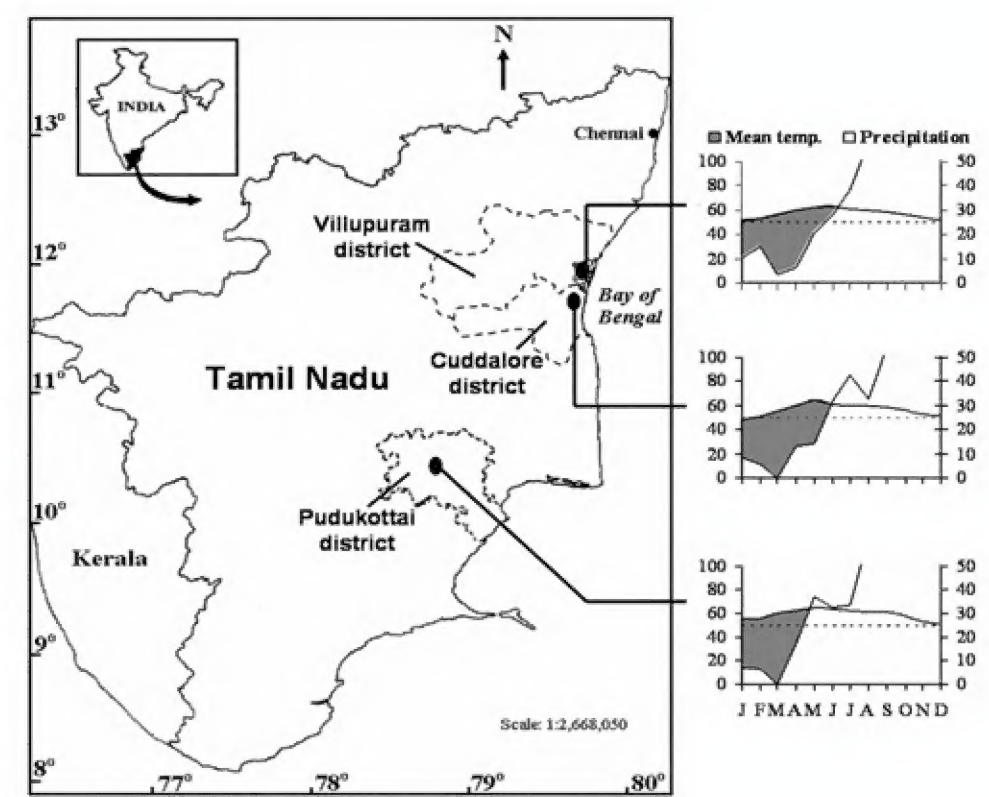 N
INDIA
13°
Chennai
Mean temp. Precipitation
100 50
80 40
60 30
40 20
20 10
0 0
Villupuram
district
12°
Bay of
Bengal
Cuddalore
district
11°
Tamil Nadu
100 50
80 40
60 30
40 20
20 10
0 0
10°
Pudukottai
district
Kerala
9°
100 50
80 40
60 30
40 20
20 10
0 0
J F M A M J J A S O N D
Scale: 1:2,668,050
8°
77° 78° 79° 80°